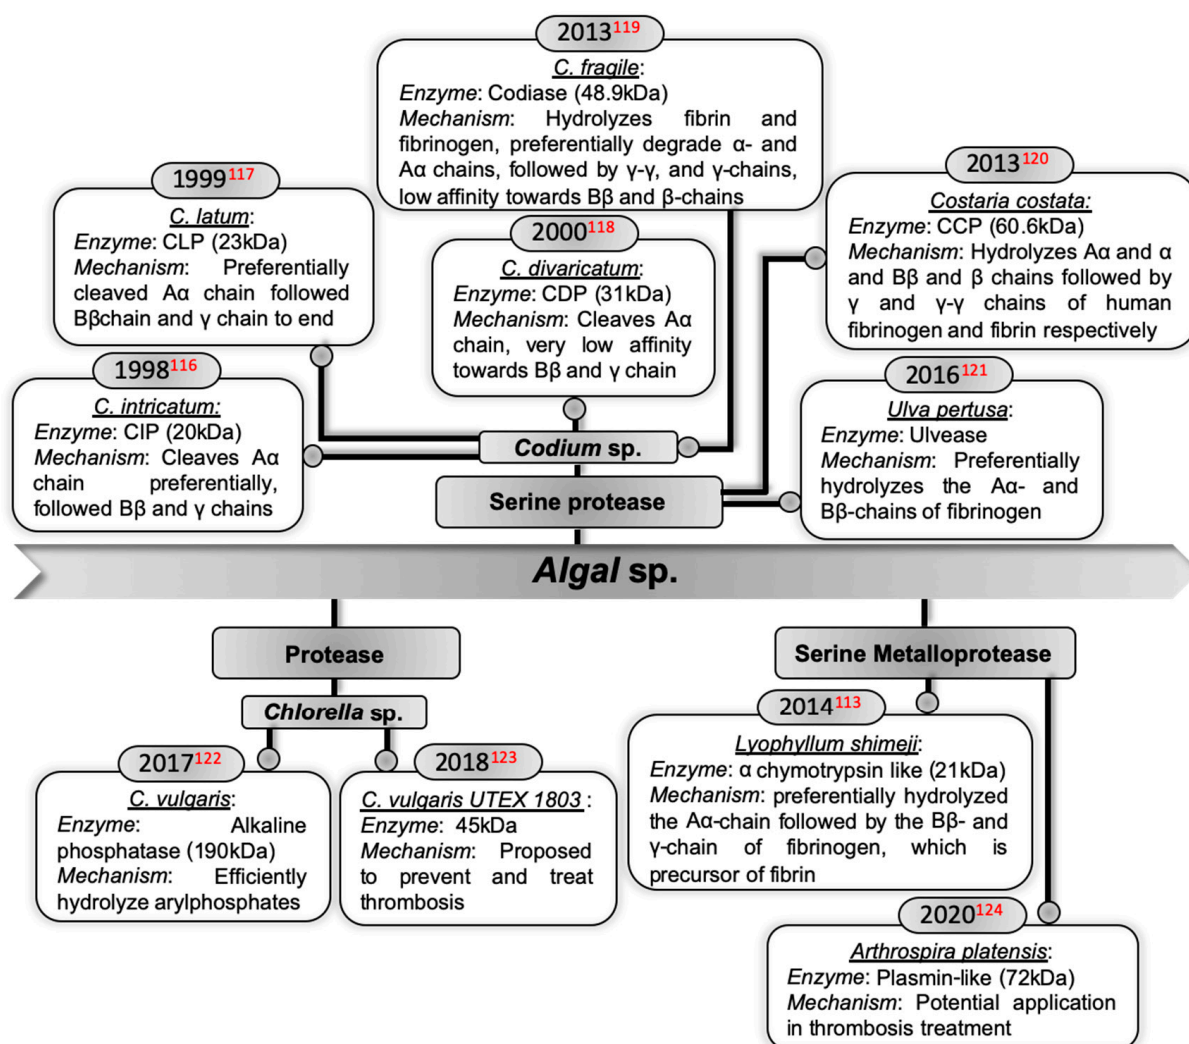 2013119
C. fragile:
Enzyme: Codiase (48.9kDa)
Mechanism: Hydrolyzes fibrin and
fibrinogen, preferentially degrade α- and
Aα chains, followed by γ-γ, and γ-chains,
low affinity towards Bβ and β-chains
1999117
C. latum:
Enzyme: CLP (23kDa)
Mechanism: Preferentially
cleaved Aα chain followed
Bβchain and γ chain to end
2000118
C. divaricatum:
Enzyme: CDP (31kDa)
Mechanism: Cleaves Aα
chain, very low affinity
towards Bβ and γ chain
2013120
Costaria costata:
Enzyme: CCP (60.6kDa)
Mechanism: Hydrolyzes Aα and α
and Bβ and β chains followed by
γ and γ-γ chains of human
fibrinogen and fibrin respectively
1998116
C. intricatum:
Enzyme: CIP (20kDa)
Mechanism: Cleaves Aα
chain preferentially,
followed Bβ and γ chains
2016121
Ulva pertusa:
Enzyme: Ulvease
Mechanism: Preferentially
hydrolyzes the Aα- and
Bβ-chains of fibrinogen
Codium sp.
Serine protease
Algal sp.
Protease
Chlorella sp.
2017122
C. vulgaris:
Enzyme: Alkaline
phosphatase (190kDa)
Mechanism: Efficiently
hydrolyze arylphosphates
2018123
C. vulgaris UTEX 1803 :
Enzyme: 45kDa
Mechanism: Proposed
to prevent and treat
thrombosis
Serine Metalloprotease
2014113
Lyophyllum shimeji:
Enzyme: α chymotrypsin like (21kDa)
Mechanism: preferentially hydrolyzed
the Aα-chain followed by the Bβ- and
γ-chain of fibrinogen, which is
precursor of fibrin
2020124
Arthrospira platensis:
Enzyme: Plasmin-like (72kDa)
Mechanism: Potential application
in thrombosis treatment